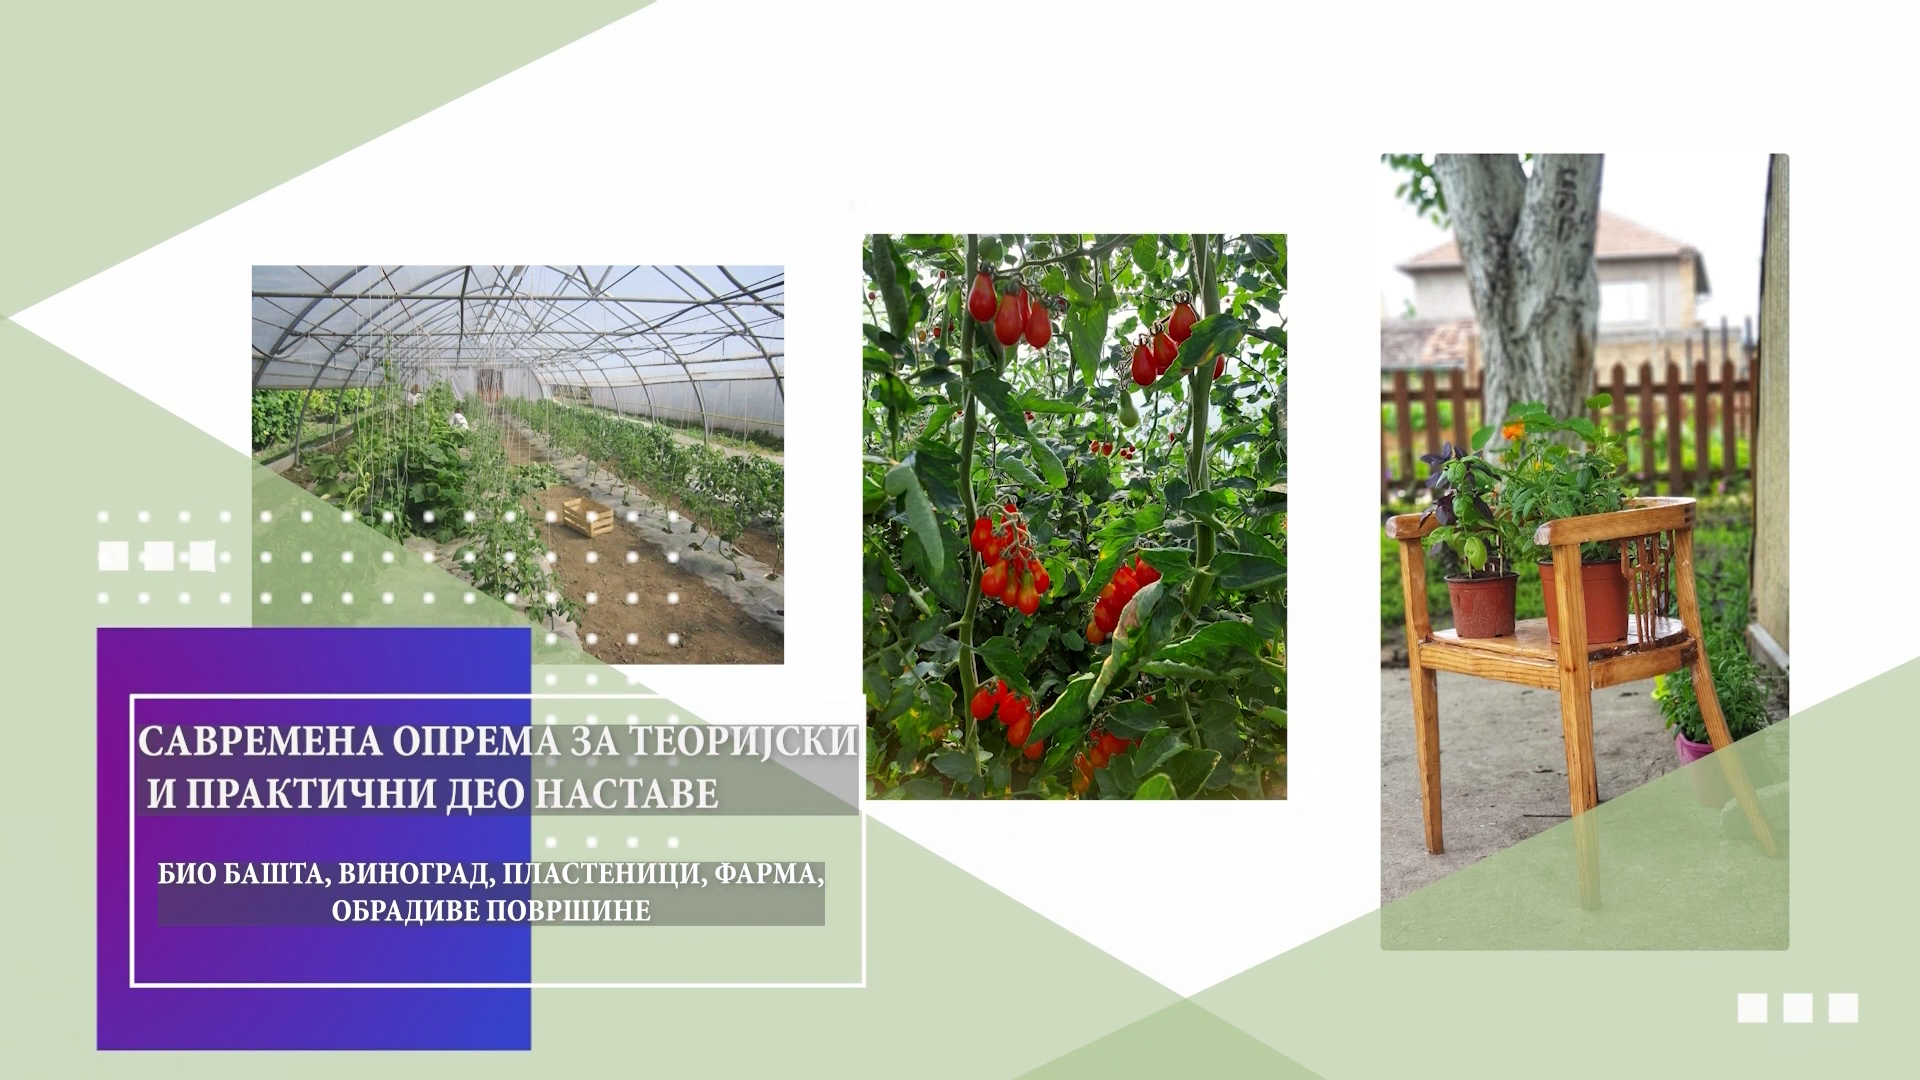 САВРЕМЕНА ОПРЕМА ЗА ТЕОРИЈСКИ
И ПРАКТИЧНИ ДЕО НАСТАВЕ
БИО БАШТА, ВИНОГРАД, ПЛАСТЕНИЦИ, ФАРМА,
ОБРАДИВЕ ПОВРШИНЕ